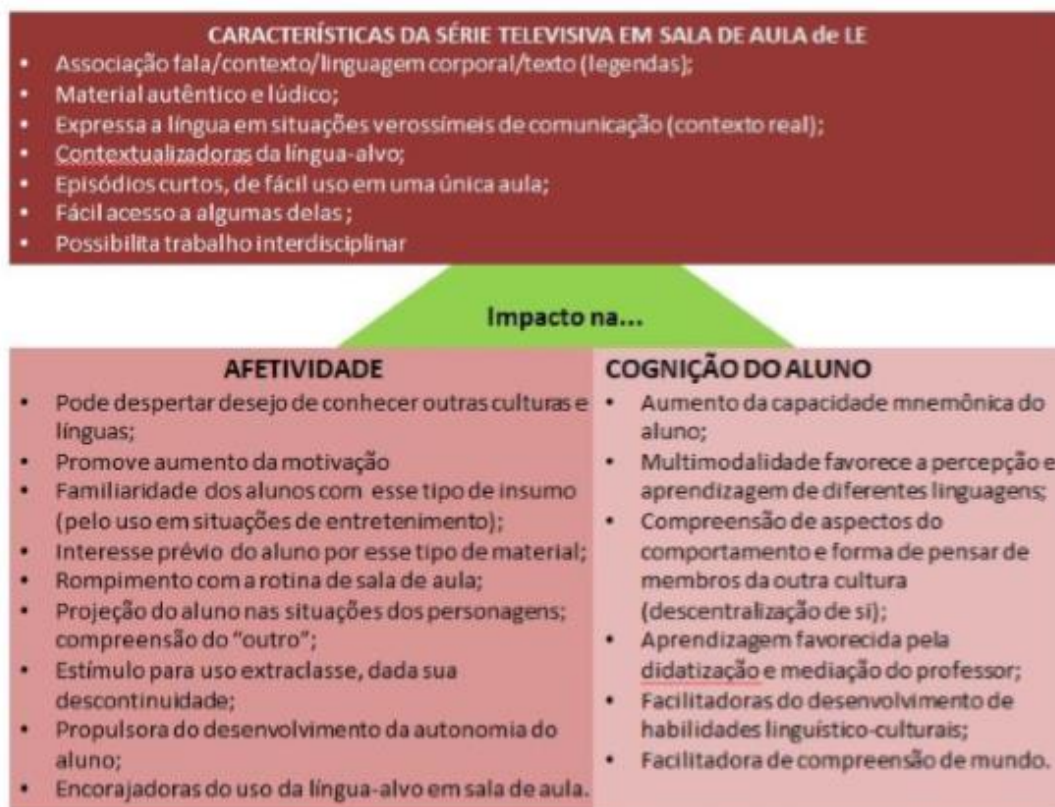 CARACTERÍSTICAS DA SÉRIE TELEVISIVA EM SALA DE AULA de LE
• Associação fala/contexto/linguagem corporal/texto (legendas);
• Material autêntico e lúdico;
• Expressa a língua em situações verossímeis de comunicação (contexto real);
• Contextualizadoras da língua-alvo;
• Episódios curtos, de fácil uso em uma única aula;
• Fácil acesso a algumas delas ;
• Possibilita trabalho interdisciplinar
Impacto na...
AFETIVIDADE
• Pode despertar desejo de conhecer outras culturas e
línguas;
• Promove aumento da motivação
• Familiaridade dos alunos com esse tipo de insumo
(pelo uso em situações de entretenimento);
• Interesse prévio do aluno por esse tipo de material;
• Rompimento com a rotina de sala de aula;
• Projeção do aluno nas situações dos personagens;
compreensão do “outro”;
• Estímulo para uso extraclasse, dada sua
descontinuidade;
• Propulsora do desenvolvimento da autonomia do
aluno;
• Encorajadoras do uso da língua-alvo em sala de aula.
COGNIÇÃO DO ALUNO
• Aumento da capacidade mnemônica do
aluno;
• Multimodalidade favorece a percepção e
aprendizagem de diferentes linguagens;
• Compreensão de aspectos do
comportamento e forma de pensar de
membros da outra cultura
(descentralização de si);
• Aprendizagem favorecida pela
didatização e mediação do professor;
• Facilitadoras do desenvolvimento de
habilidades linguístico-culturais;
• Facilitadora de compreensão de mundo.